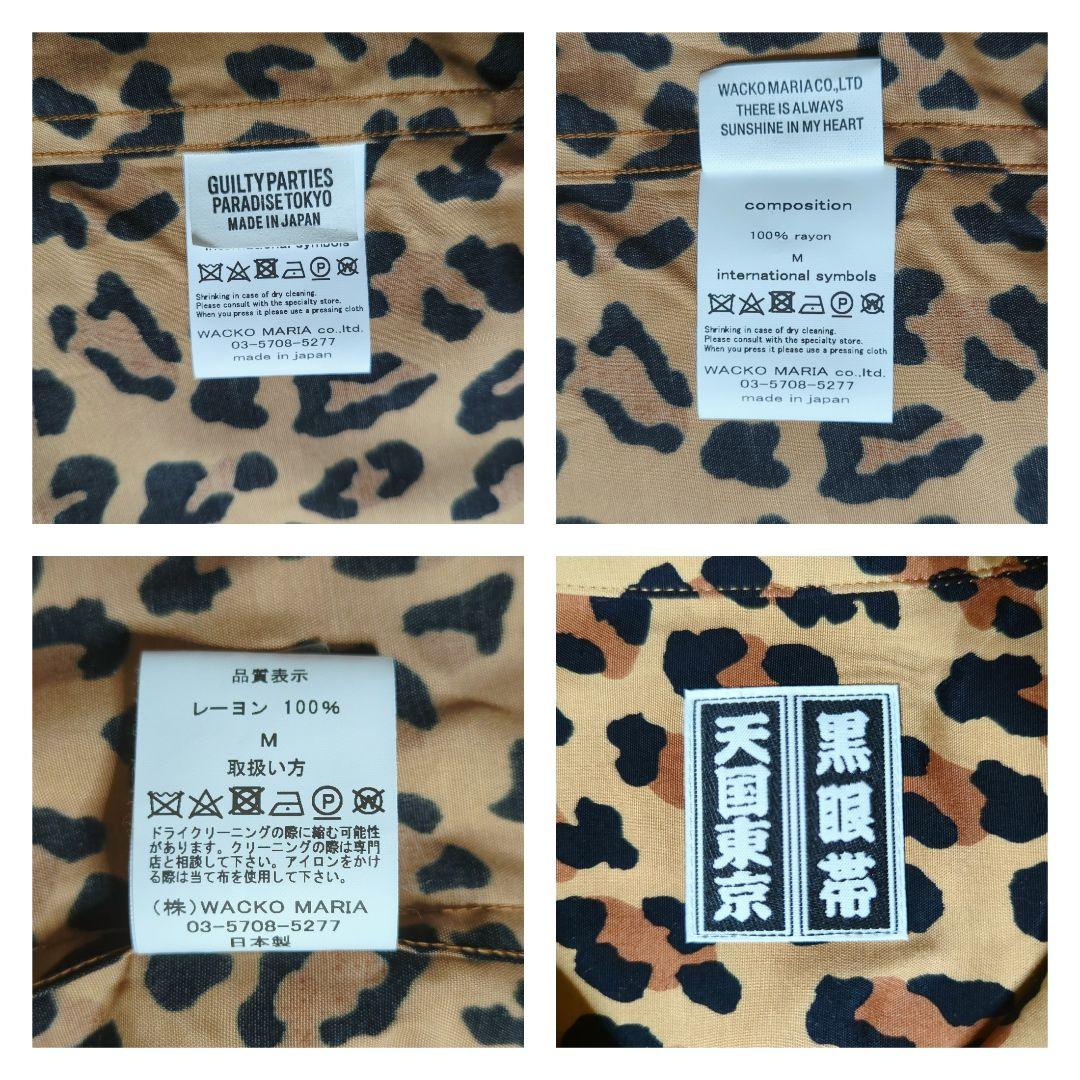 GUILTY PARTIES
PARADISE TOKYO
MADE IN JAPAN
international symbols
Shrinking in case of dry cleaning.
Please consult with the specialty store.
When you press it please use a pressing cloth
WACKO MARIA co.,ltd.
03-5708-5277
made in japan
WACKO MARIA CO.,LTD
THERE IS ALWAYS
SUNSHINE IN MY HEART
composition
100% rayon
M
international symbols
Shrinking in case of dry cleaning.
Please consult with the specialty store.
When you press it please use a pressing cloth
WACKO MARIA co.,ltd.
03-5708-5277
made in japan
品質表示
レーヨン 100%
M
取扱い方
ドライクリーニングの際に縮む可能性
があります。クリーニングの際は専門
店と相談して下さい。アイロンをかけ
る際は当て布を使用して下さい。
(株)WACKO MARIA
03-5708-5277
日本製
黒眼帯
天国東京